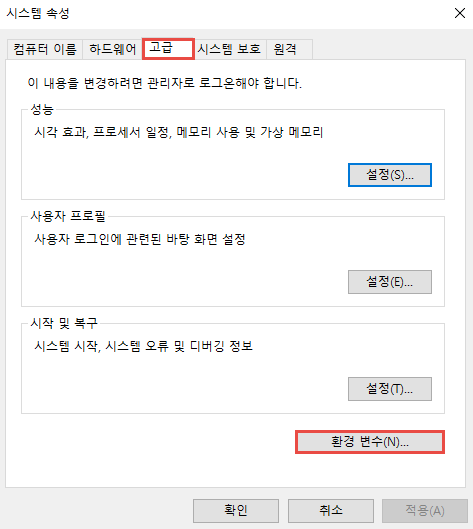 시스템 속성
컴퓨터 이름 하드웨어 고급 시스템 보호 원격
이 내용을 변경하려면 관리자로 로그온해야 합니다.
성능
시각 효과, 프로세서 일정, 메모리 사용 및 가상 메모리
설정(S)...
사용자 프로필
사용자 로그인에 관련된 바탕 화면 설정
설정(E)...
시작 및 복구
시스템 시작, 시스템 오류 및 디버깅 정보
설정(T)...
환경 변수(N)...
확인 취소 적용(A)